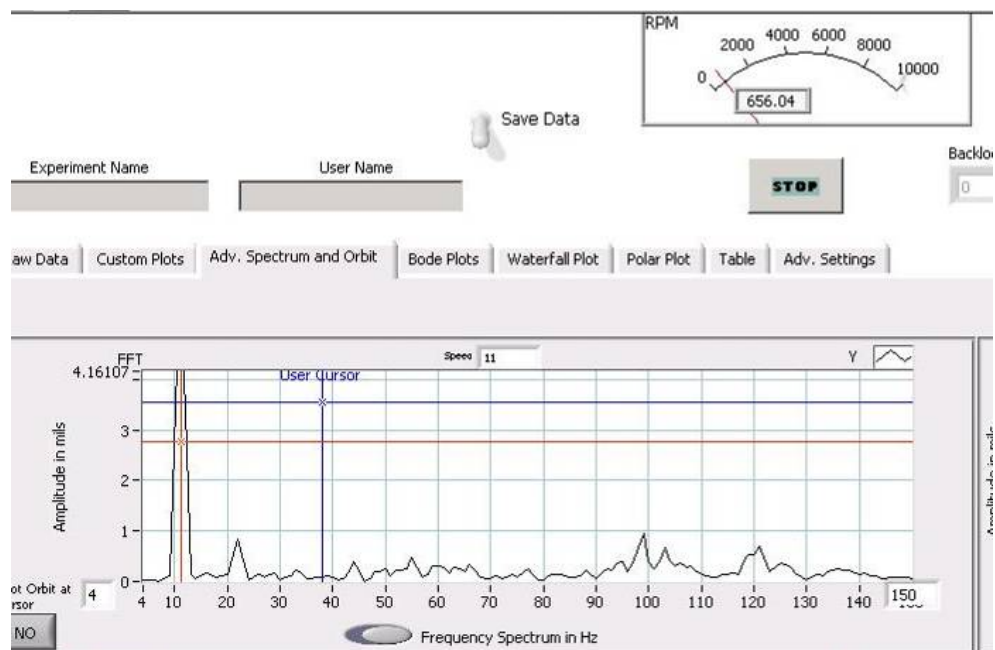 RPM
0 2000 4000 6000 8000 10000
656.04
Save Data
Experiment Name User Name
STOP
Backlo
0
aw Data Custom Plots Adv. Spectrum and Orbit Bode Plots Waterfall Plot Polar Plot Table Adv. Settings
FFT Speed 11 Y
4.16107
User Cursor
3
2
1
0
Amplitude in mils
Amplitude in mils
4 10 20 30 40 50 60 70 80 90 100 110 120 130 140
ot Orbit at 4 150
rsor
NO
Frequency Spectrum in Hz